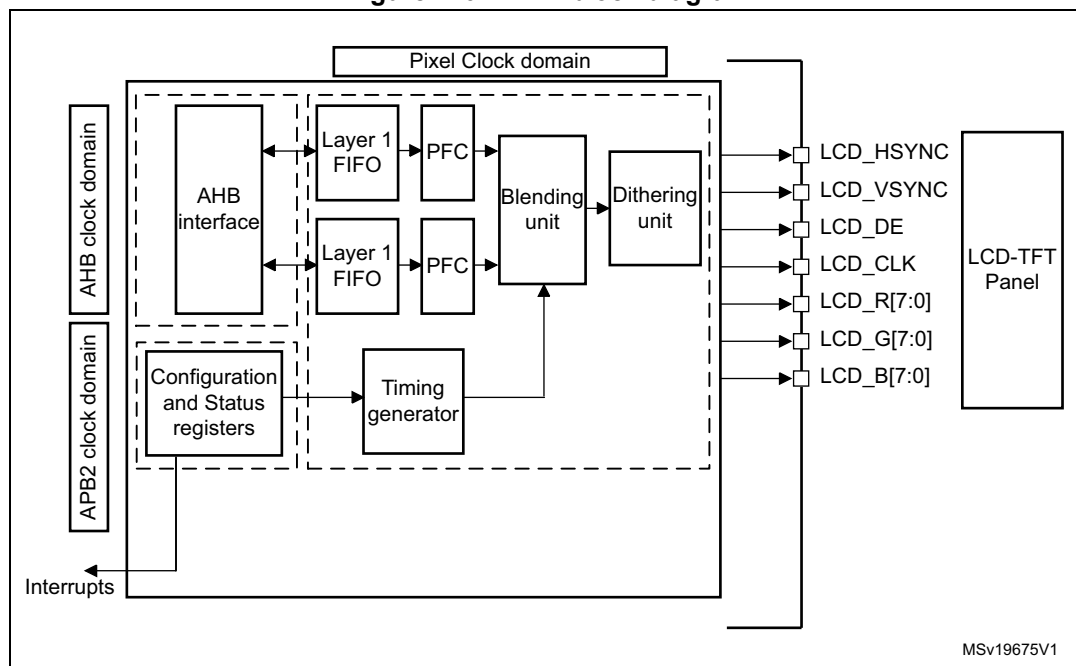 Pixel Clock domain
AHB clock domain
AHB
interface
Layer 1
FIFO
PFC
Layer 1
FIFO
PFC
Blending
unit
Dithering
unit
LCD_HSYNC
LCD_VSYNC
LCD_DE
LCD_CLK
LCD_R[7:0]
LCD_G[7:0]
LCD_B[7:0]
LCD-TFT
Panel
APB2 clock domain
Configuration
and Status
registers
Timing
generator
Interrupts
MSv19675V1